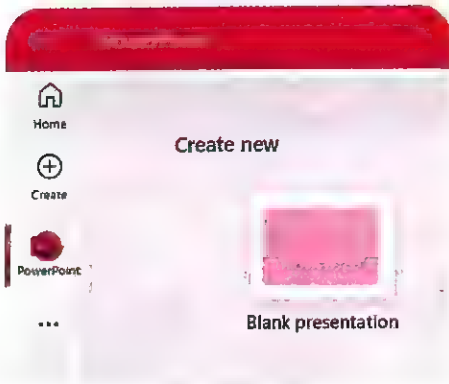 Home
Create new
Create
PowerPoint
Blank presentation